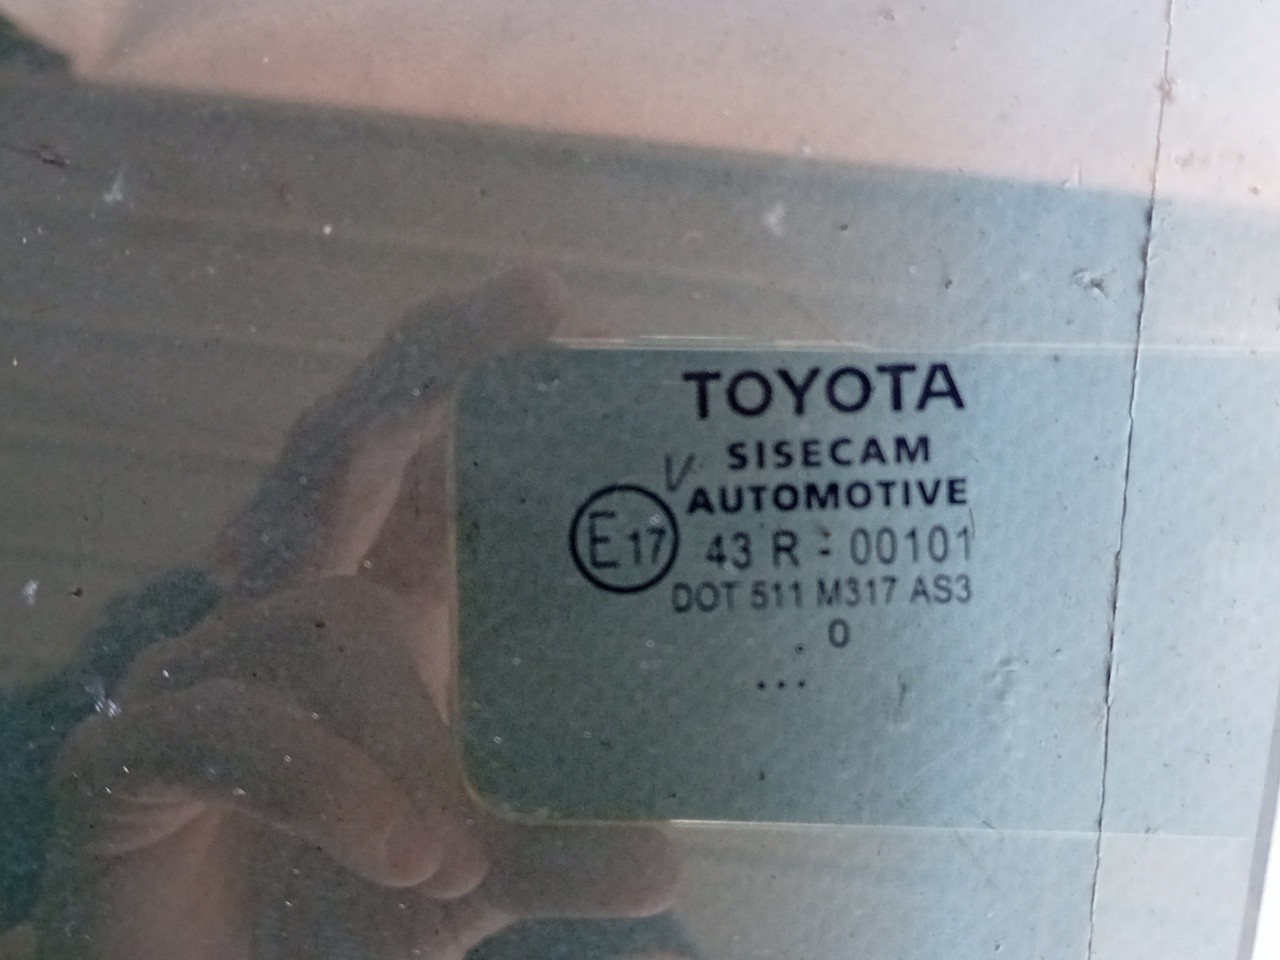 TOYOTA
SISECAM
V AUTOMOTIVE
E17 43 R - 00101
DOT 511 M317 AS3
0
. ...